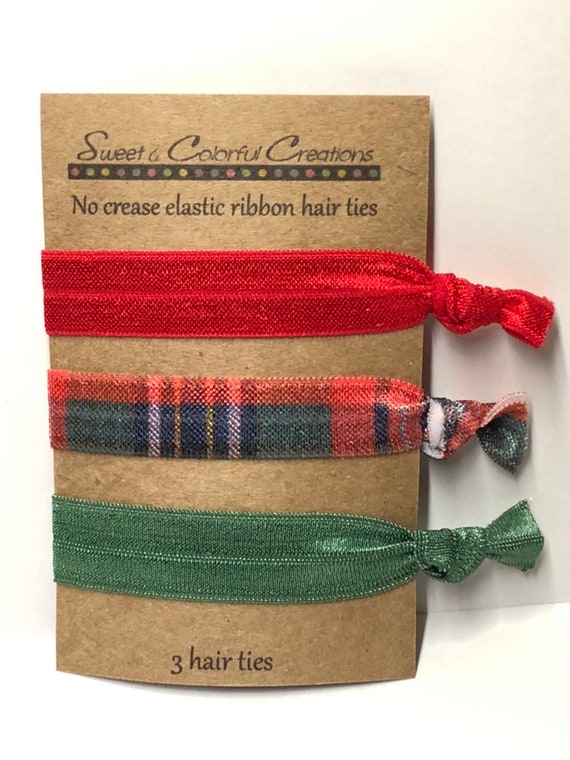 Sweet & Colorful Creations
No crease elastic ribbon hair ties
3 hair ties